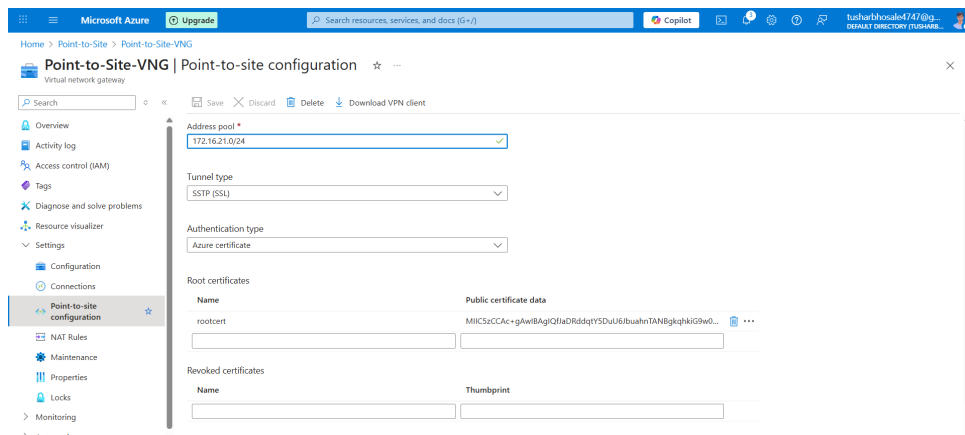 Microsoft Azure
Upgrade
Search resources, services, and docs (G+/)
Copilot
3
tusharbhosale4747@g...
DEFAULT DIRECTORY (TUSHARB...
Home > Point-to-Site > Point-to-Site-VNG
Point-to-Site-VNG | Point-to-site configuration
Virtual network gateway
Search
Save
Discard
Delete
Download VPN client
Overview
Activity log
Access control (IAM)
Tags
Diagnose and solve problems
Resource visualizer
Settings
Configuration
Connections
Point-to-site
configuration
NAT Rules
Maintenance
Properties
Locks
Monitoring
Address pool *
172.16.21.0/24
Tunnel type
SSTP (SSL)
Authentication type
Azure certificate
Root certificates
Name Public certificate data
rootcert MIIC5zCCAc+gAwIBAgIQfJaDRddqtY5DuU6JbuahnTANBgkqhkiG9w0...
Revoked certificates
Name Thumbprint